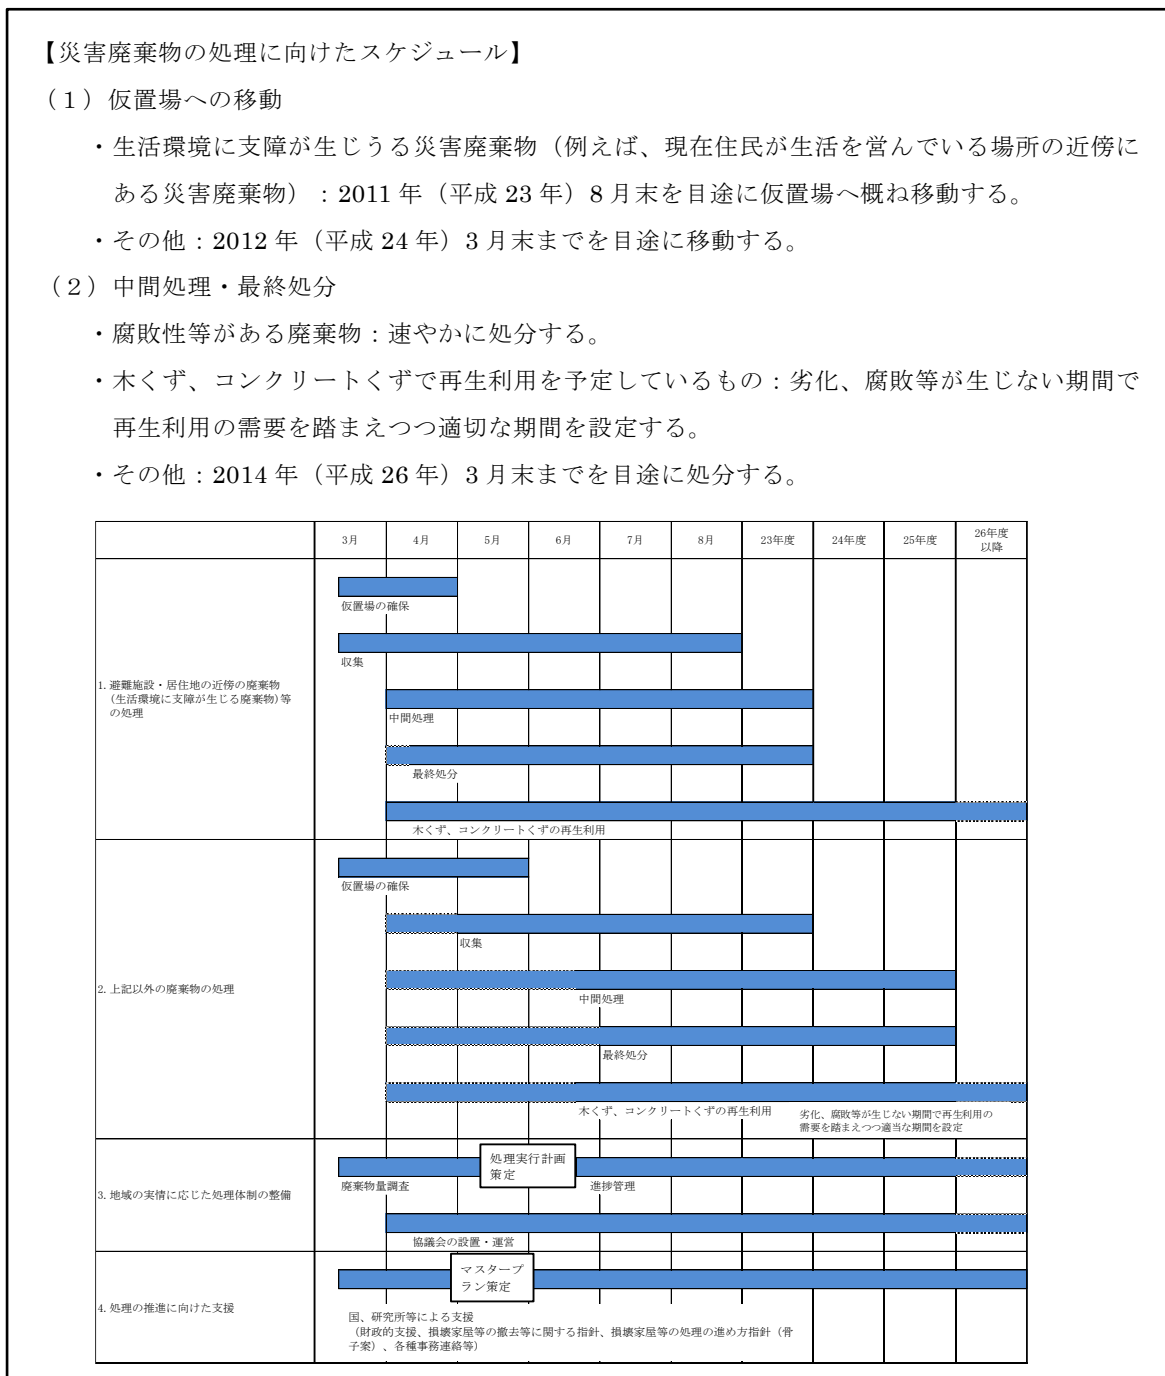 【災害廃棄物の処理に向けたスケジュール】
（１）仮置場への移動
・生活環境に支障が生じうる災害廃棄物（例えば、現在住民が生活を営んでいる場所の近傍に
ある災害廃棄物）：2011 年（平成 23 年）8 月末を目途に仮置場へ概ね移動する。
・その他：2012 年（平成 24 年）3 月末までを目途に移動する。
（２）中間処理・最終処分
・腐敗性等がある廃棄物：速やかに処分する。
・木くず、コンクリートくずで再生利用を予定しているもの：劣化、腐敗等が生じない期間で
再生利用の需要を踏まえつつ適切な期間を設定する。
・その他：2014 年（平成 26 年）3 月末までを目途に処分する。
3月 4月 5月 6月 7月 8月 23年度 24年度 25年度 26年度
以降
1. 避難施設・居住地の近傍の廃棄物
（生活環境に支障が生じる廃棄物）等
の処理
仮置場の確保
収集
中間処理
最終処分
木くず、コンクリートくずの再生利用
2. 上記以外の廃棄物の処理
仮置場の確保
収集
中間処理
最終処分
木くず、コンクリートくずの再生利用
劣化、腐敗等が生じない期間で再生利用の
需要を踏まえつつ適当な期間を設定
3. 地域の実情に応じた処理体制の整備
処理実行計画
策定
廃棄物量調査
進捗管理
協議会の設置・運営
4. 処理の推進に向けた支援
マスタープ
ラン策定
国、研究所等による支援
（財政的支援、損壊家屋等の撤去等に関する指針、損壊家屋等の処理の進め方指針（骨
子案）、各種事務連絡等）